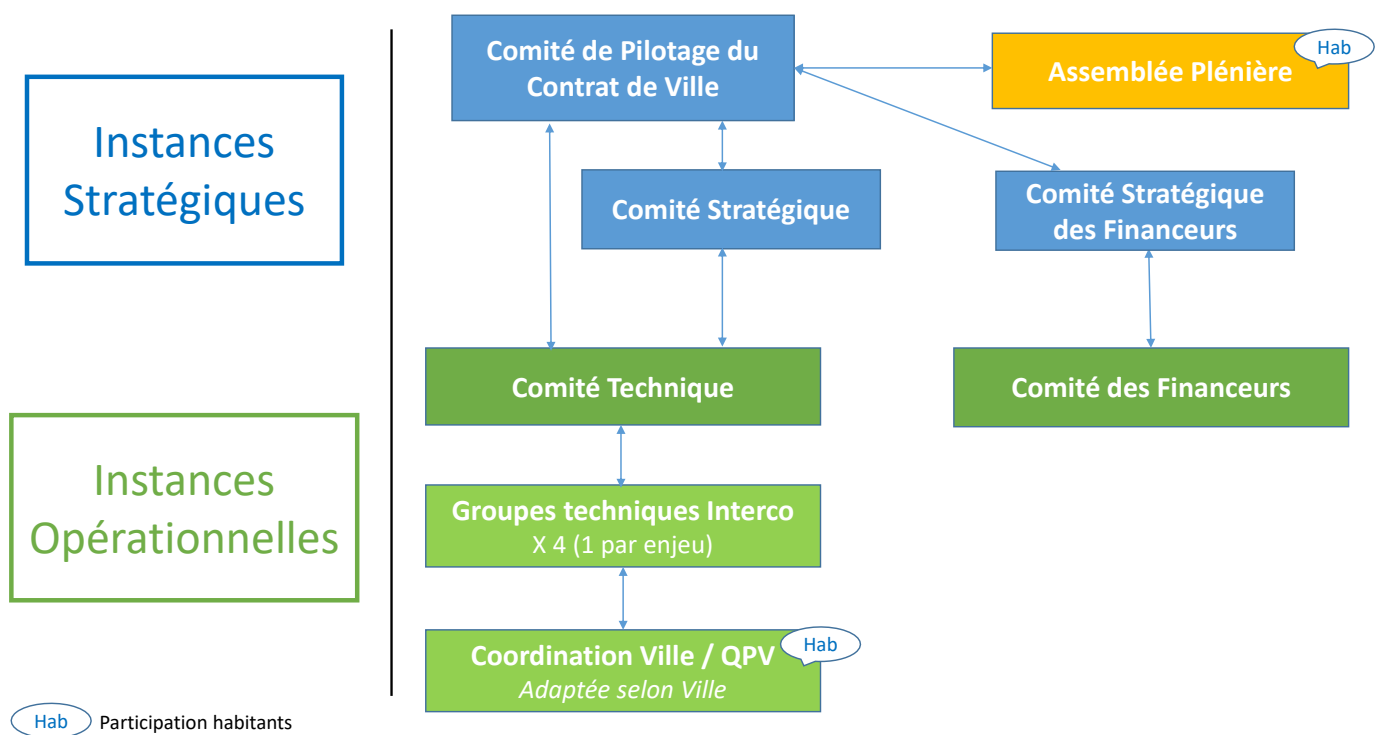 Instances
Stratégiques
Comité de Pilotage du
Contrat de Ville
Assemblée Plénière
Hab
Comité Stratégique
Comité Stratégique
des Financeurs
Instances
Opérationnelles
Comité Technique
Comité des Financeurs
Groupes techniques Interco
X 4 (1 par enjeu)
Coordination Ville / QPV
Adaptée selon Ville
Hab
Hab Participation habitants